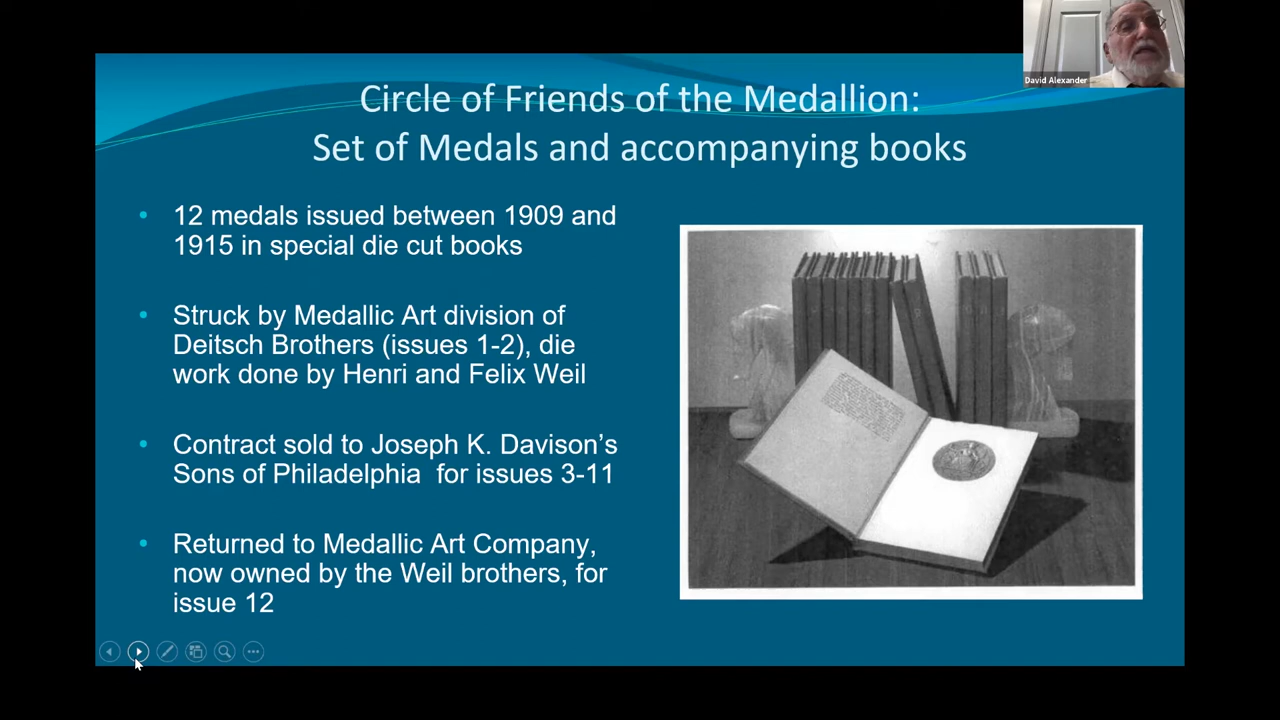 David Alexander
Circle of Friends of the Medallion:
Set of Medals and accompanying books
• 12 medals issued between 1909 and
1915 in special die cut books
• Struck by Medallic Art division of
Deitsch Brothers (issues 1-2), die
work done by Henri and Felix Weil
• Contract sold to Joseph K. Davison’s
Sons of Philadelphia  for issues 3-11
• Returned to Medallic Art Company,
now owned by the Weil brothers, for
issue 12